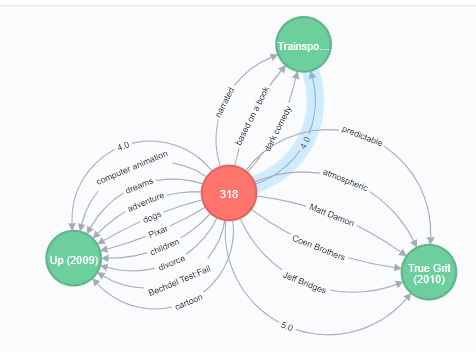 Trainspo...
narrated
based on a book
dark comedy
4.0
predictable
4.0
computer animation
dreams
adventure
dogs
Pixar
children
divorce
Bechdel Test:Fail
cartoon
318
atmospheric
Matt Damon
Coen Brothers
Jeff Bridges
5.0
Up (2009)
True Grit
(2010)